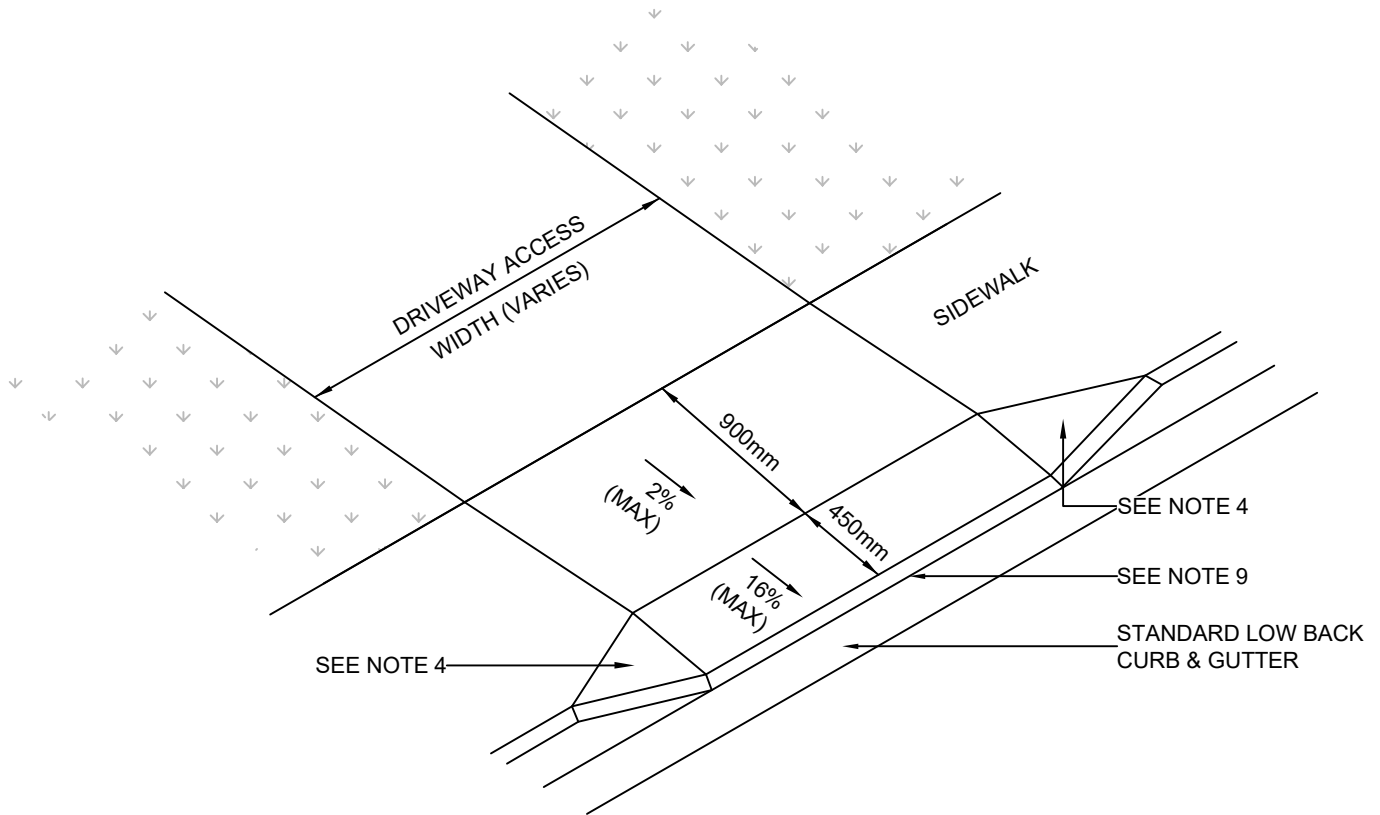 DRIVEWAY ACCESS
WIDTH (VARIES)
SIDEWALK
900mm
2%
(MAX)
450mm
16%
(MAX)
SEE NOTE 4
SEE NOTE 9
STANDARD LOW BACK
CURB & GUTTER
SEE NOTE 4